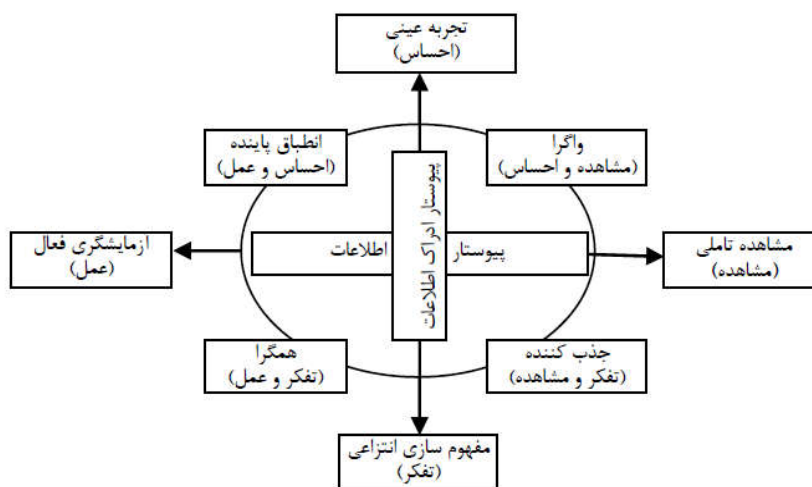 تجربه عینی
(احساس)
انطباق پاینده
(احساس و عمل)
واگرا
(مشاهده و احساس)
پیوستار ادراک اطلاعات
ازمایشگری فعال
(عمل)
پیوستار اطلاعات
مشاهده تاملی
(مشاهده)
همگرا
(تفکر و عمل)
جذب کننده
(تفکر و مشاهده)
مفهوم سازی انتزاعی
(تفکر)